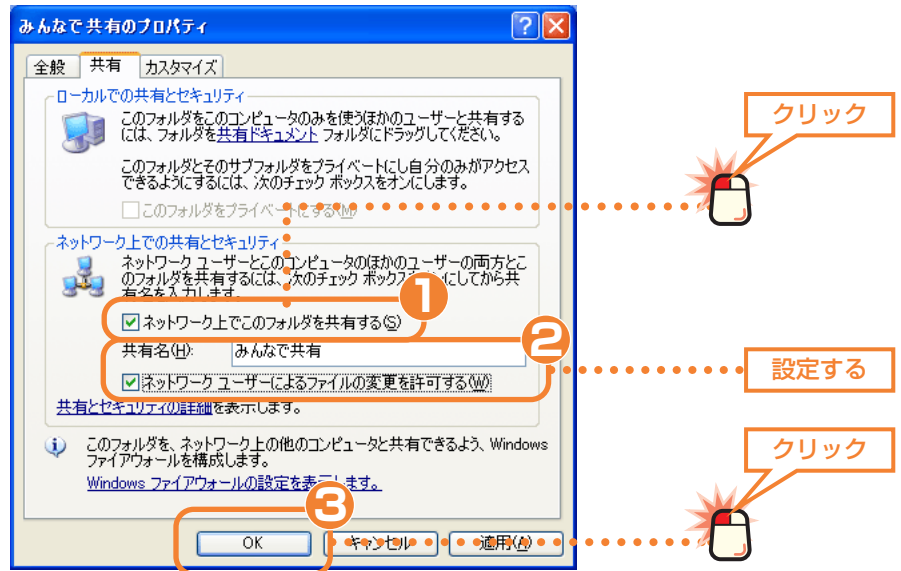 みんなで共有のプロパティ
全般 共有 カスタマイズ
ローカルでの共有とセキュリティ
このフォルダをこのコンピュータのみを使うほかのユーザーと共有する
には、フォルダを共有ドキュメント フォルダにドラッグしてください。
このフォルダとそのサブフォルダをプライベートにし自分のみがアクセス
できるようにするには、次のチェック ボックスをオンにします。
このフォルダをプライベートにする(M)
クリック
ネットワーク上での共有とセキュリティ
ネットワーク ユーザーとこのコンピュータのほかのユーザーの両方とこ
のフォルダを共有するには、次のチェック ボックスをオンにしてから共
有名を入力します。
1
ネットワーク上でこのフォルダを共有する(S)
2
共有名(H): みんなで共有
設定する
ネットワーク ユーザーによるファイルの変更を許可する(W)
共有とセキュリティの詳細を表示します。
このフォルダを、ネットワーク上の他のコンピュータと共有できるよう、Windows
ファイアウォールを構成します。
Windows ファイアウォールの設定を表示します。
クリック
3
OK キャンセル 適用(A)